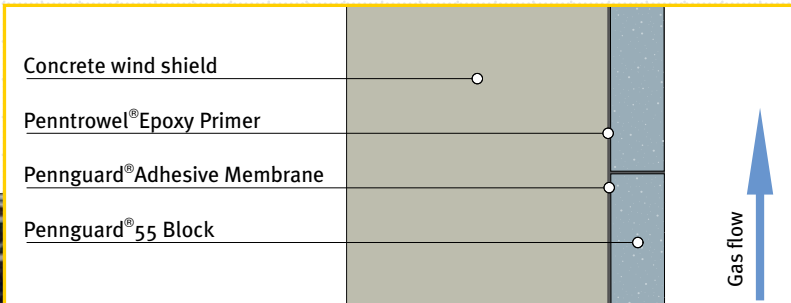 Concrete wind shield
Penntrowel® Epoxy Primer
Pennguard® Adhesive Membrane
Pennguard® 55 Block
Gas flow